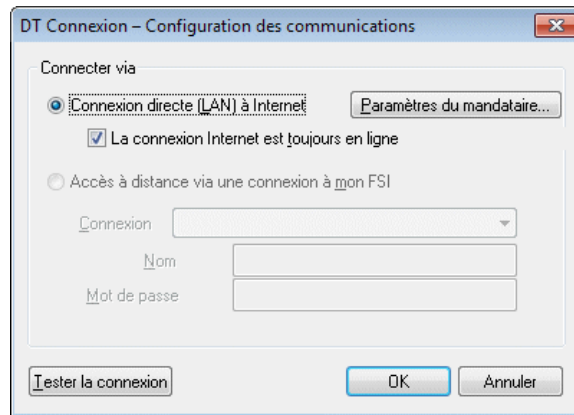 DT Connexion – Configuration des communications
Connecter via
Connexion directe (LAN) à Internet
Paramètres du mandataire...
La connexion Internet est toujours en ligne
Accès à distance via une connexion à mon FSI
Connexion
Nom
Mot de passe
Tester la connexion
OK
Annuler